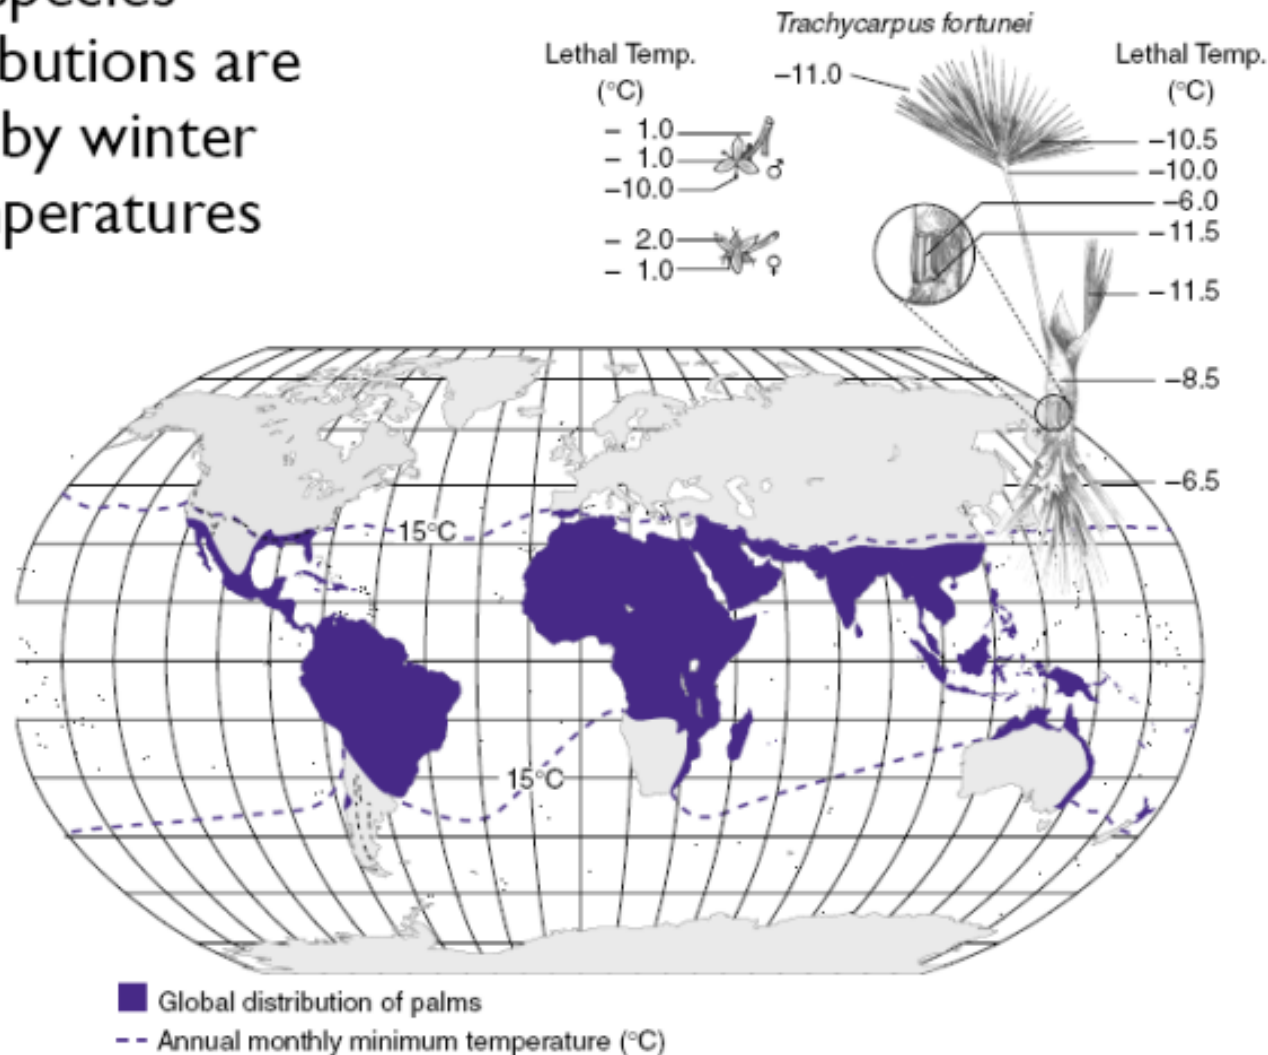 butions are
by winter
peratures
Trachycarpus fortunei
Lethal Temp.
(°C)
– 1.0
– 1.0
–10.0
♂
– 2.0
– 1.0
♀
–11.0
Lethal Temp.
(°C)
–10.5
–10.0
–6.0
–11.5
–11.5
–8.5
–6.5
15°C
15°C
Global distribution of palms
Annual monthly minimum temperature (°C)